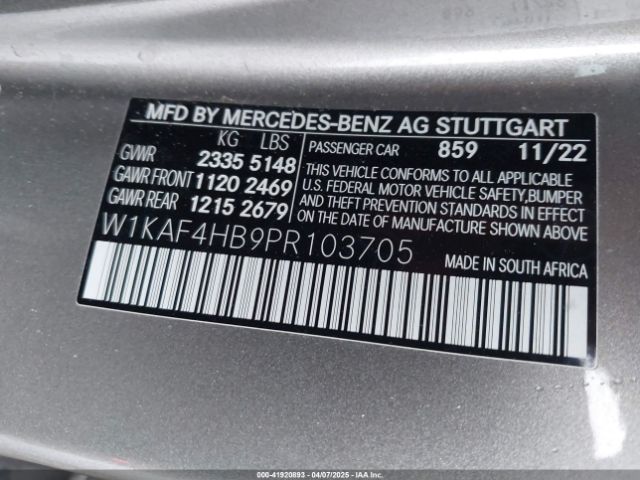 MFD BY MERCEDES-BENZ AG STUTTGART
KG LBS
GVWR 2335 5148
GAWR FRONT 1120 2469
GAWR REAR 1215 2679
PASSENGER CAR 859 11/22
THIS VEHICLE CONFORMS TO ALL APPLICABLE
U.S. FEDERAL MOTOR VEHICLE SAFETY,BUMPER
AND THEFT PREVENTION STANDARDS IN EFFECT
ON THE DATE OF MANUFACTURE SHOWN ABOVE.
W1KAF4HB9PR103705
MADE IN SOUTH AFRICA
00-41920893 04/07/2025 - IAAI.COM